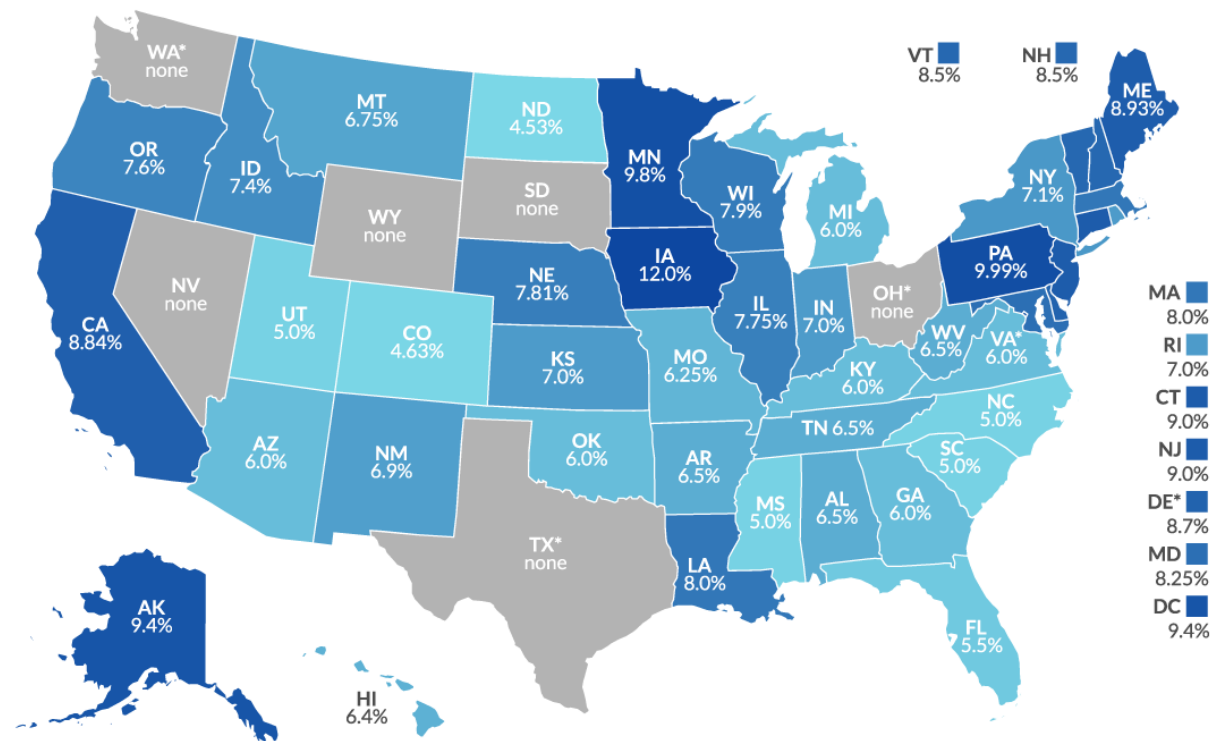 WA*
none
OR
7.6%
CA
8.84%
NV
none
ID
7.4%
MT
6.75%
WY
none
UT
5.0%
AZ
6.0%
CO
4.63%
NM
6.9%
ND
4.53%
SD
none
NE
7.81%
KS
7.0%
OK
6.0%
TX*
none
MN
9.8%
IA
12.0%
MO
6.25%
AR
6.5%
LA
8.0%
WI
7.9%
IL
7.75%
MI
6.0%
IN
7.0%
OH*
none
KY
6.0%
TN 6.5%
MS
5.0%
AL
6.5%
GA
6.0%
FL
5.5%
SC
5.0%
NC
5.0%
VA*
6.0%
WV
6.5%
PA
9.99%
NY
7.1%
ME
8.93%
VT
8.5%
NH
8.5%
MA
8.0%
RI
7.0%
CT
9.0%
NJ
9.0%
DE*
8.7%
MD
8.25%
DC
9.4%
AK
9.4%
HI
6.4%